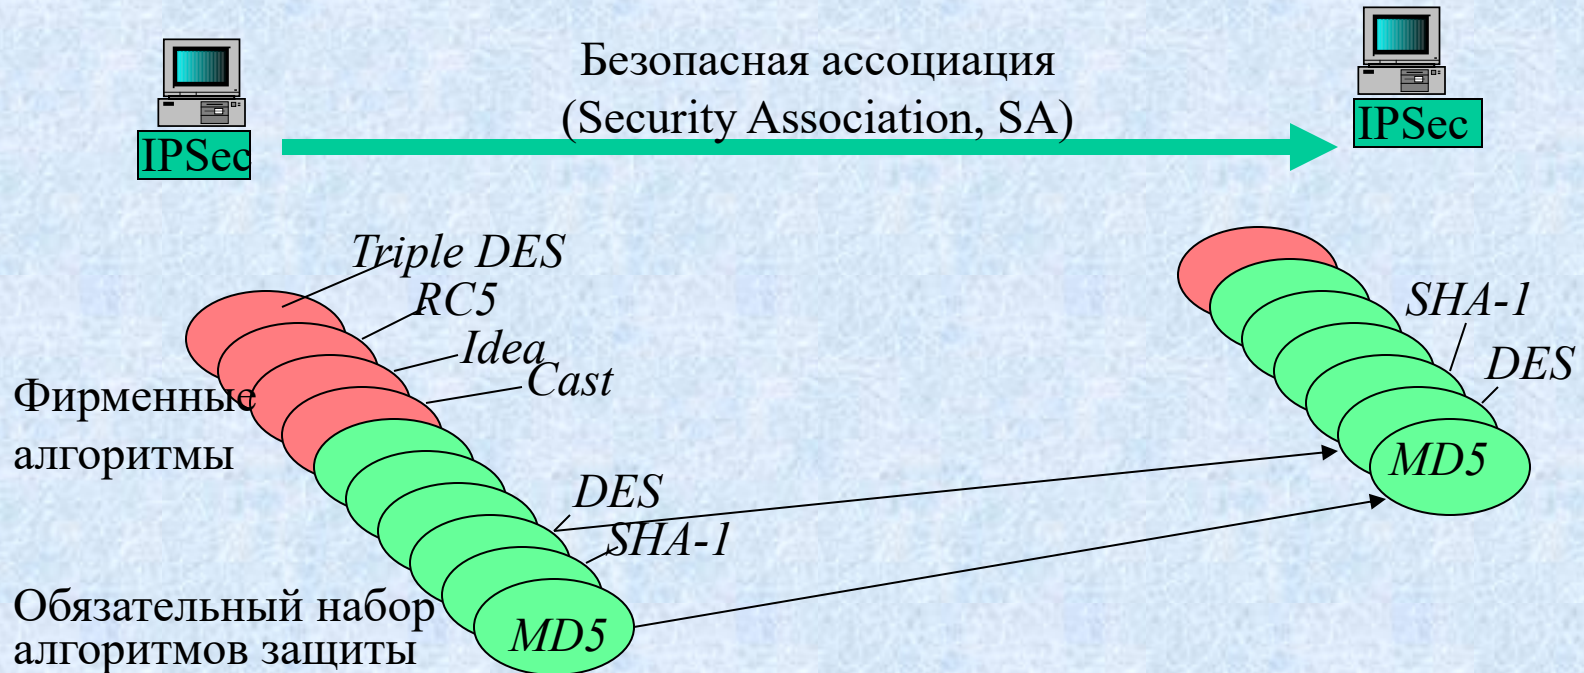 Безопасная ассоциация
(Security Association, SA)
IPSec
IPSec
Triple DES
RC5
Idea
Cast
Фирменные
алгоритмы
SHA-1
DES
MD5
DES
SHA-1
Обязательный набор
алгоритмов защиты
MD5